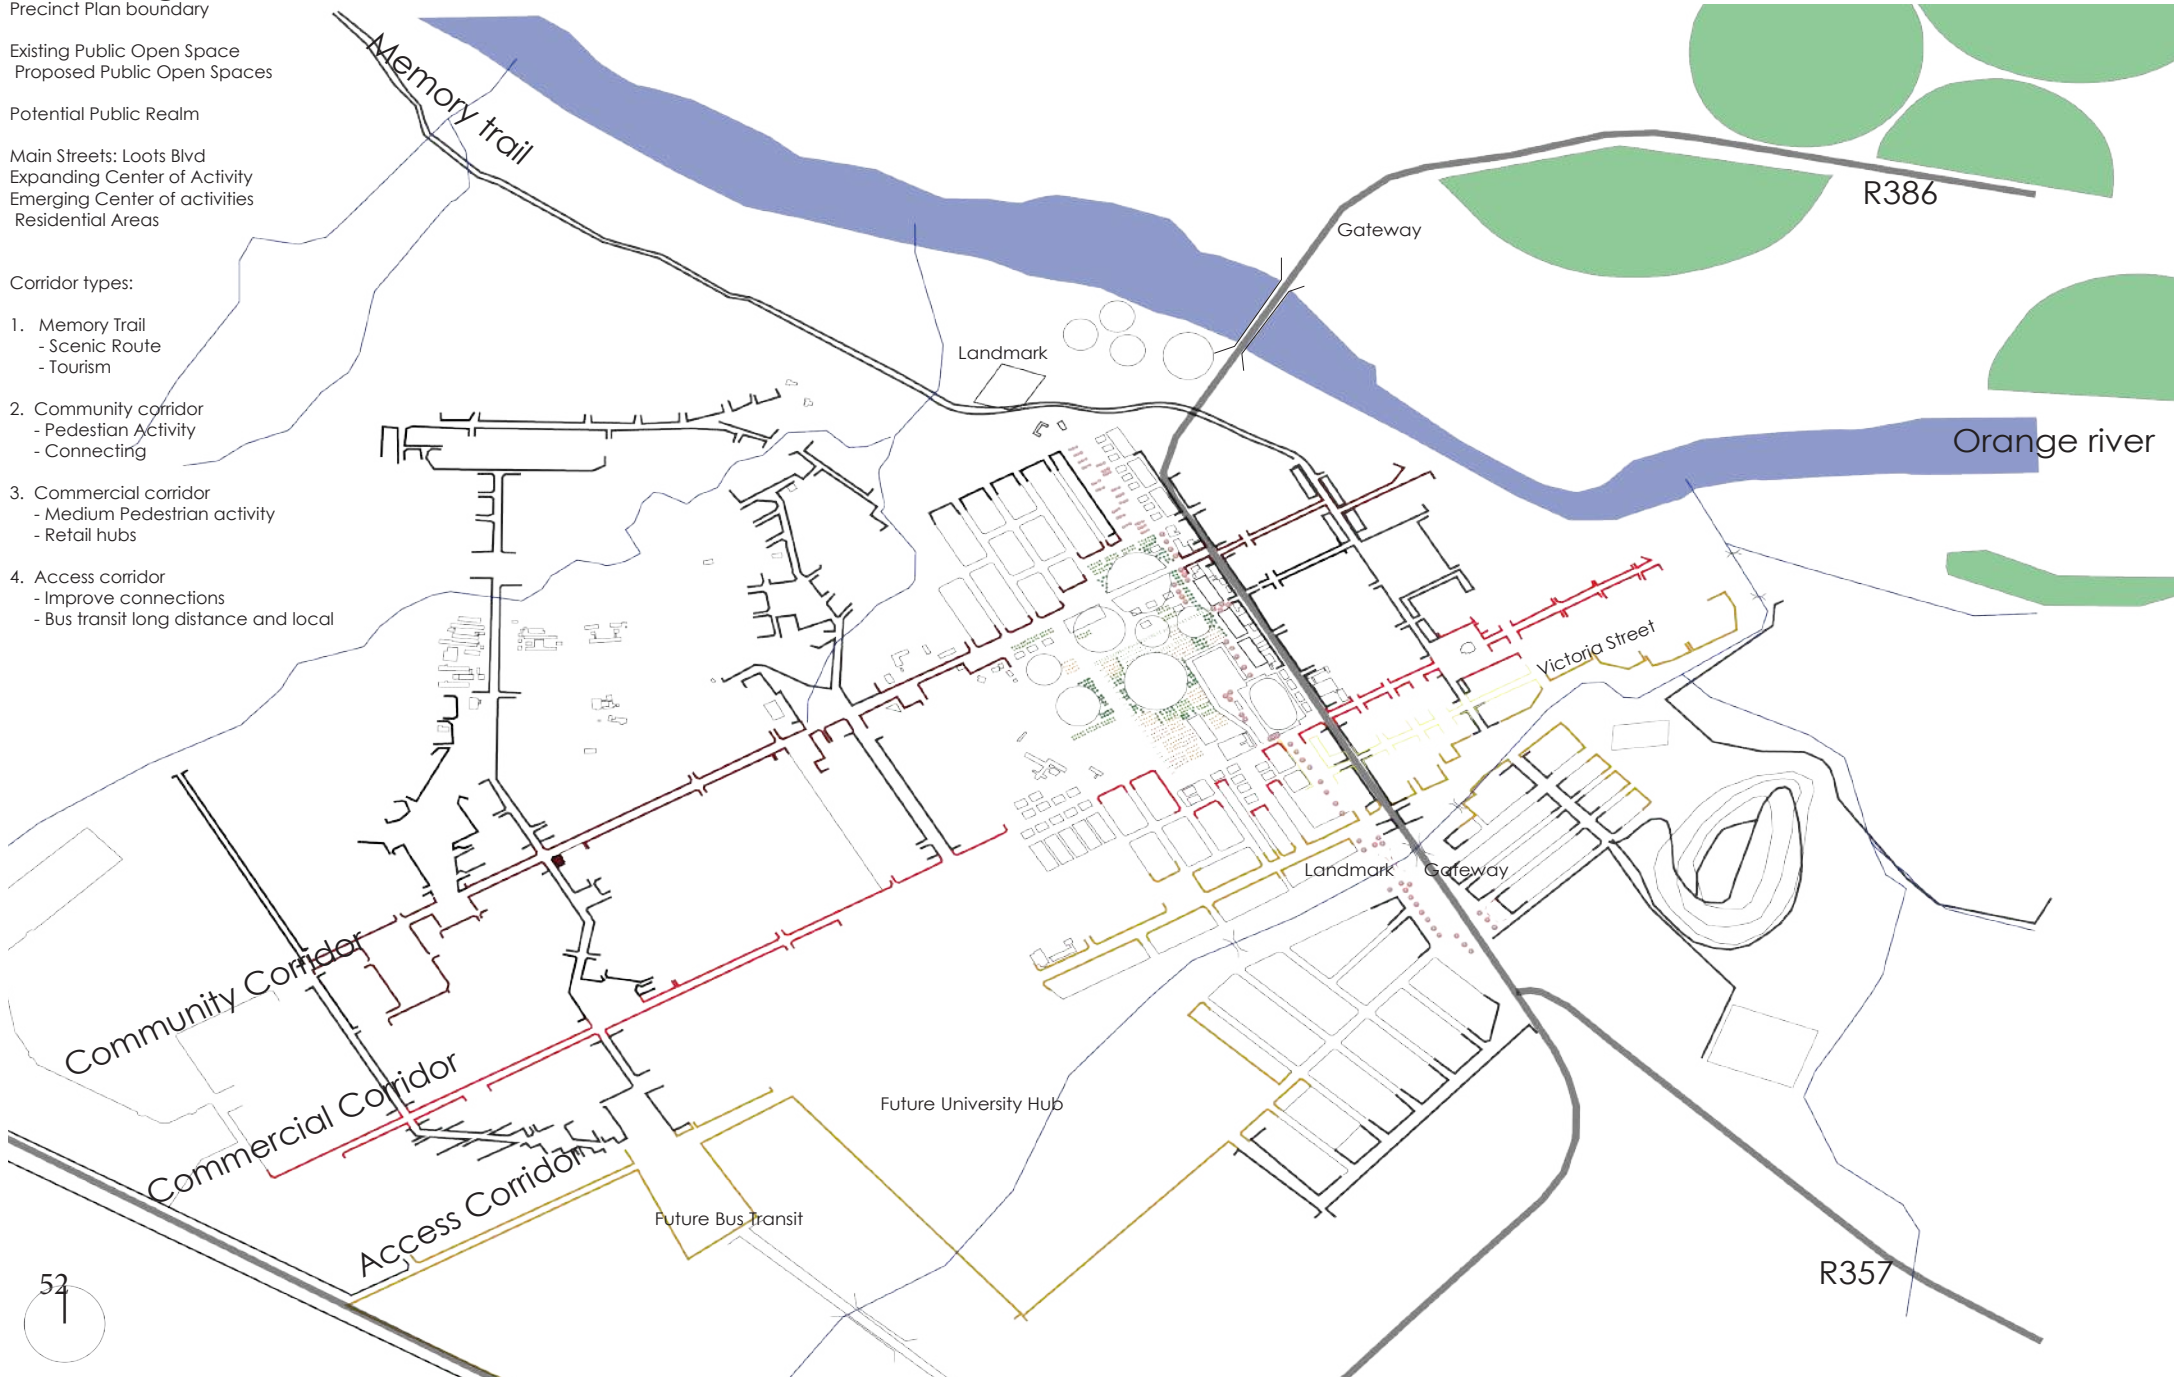 Precinct Plan boundary
Existing Public Open Space
Proposed Public Open Spaces
Potential Public Realm
Main Streets: Loots Blvd
Expanding Center of Activity
Emerging Center of activities
Residential Areas
Corridor types:
1. Memory Trail
- Scenic Route
- Tourism
2. Community corridor
- Pedestian Activity
- Connecting
3. Commercial corridor
- Medium Pedestrian activity
- Retail hubs
4. Access corridor
- Improve connections
- Bus transit long distance and local
Memory trail
R386
Gateway
Landmark
Orange river
Victoria Street
Landmark
Gateway
Community Corridor
Commercial Corridor
Access Corridor
Future University Hub
Future Bus Transit
R357
52